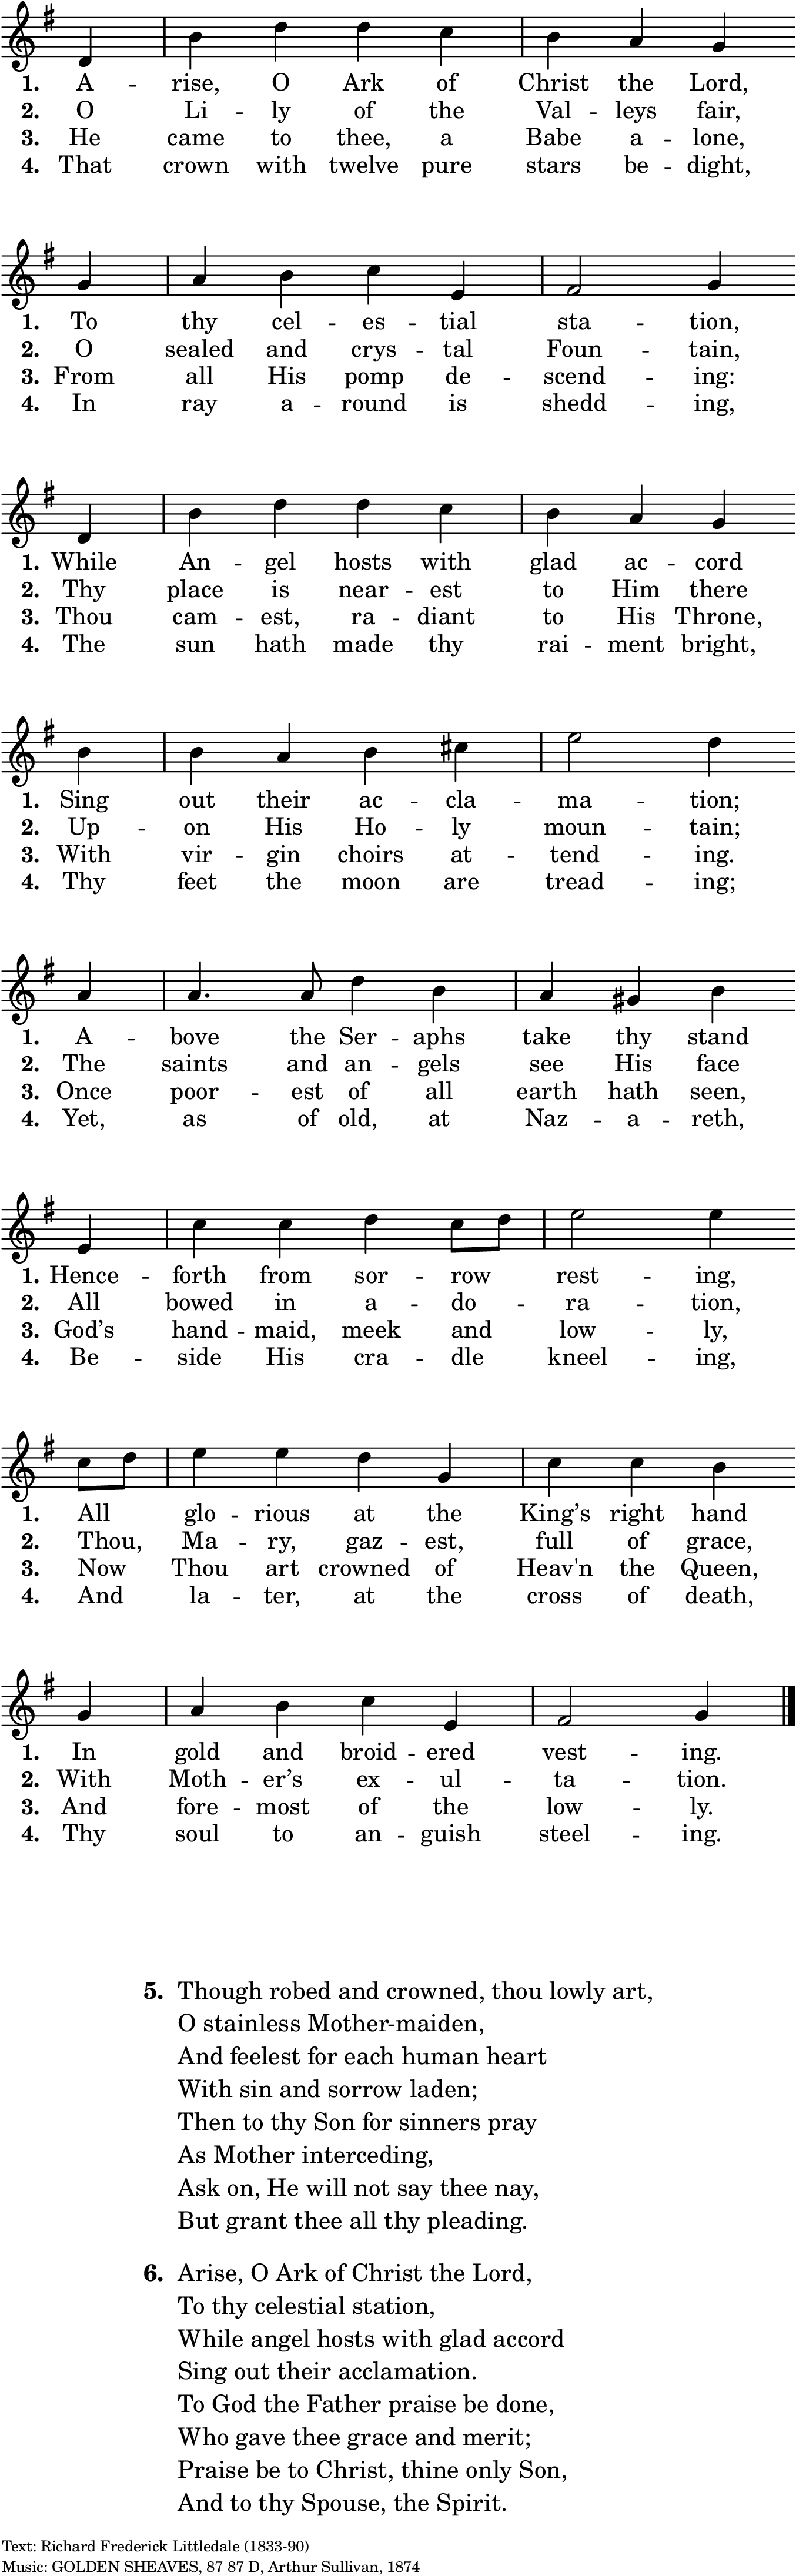 1. A -- rise, O Ark of Christ the Lord,
2. O Li -- ly of the Val -- leys fair,
3. He came to thee, a Babe a -- lone,
4. That crown with twelve pure stars be -- dight,
1. To thy cel -- es -- tial sta -- tion,
2. O sealed and crys -- tal Foun -- tain,
3. From all His pomp de -- scend -- ing:
4. In ray a -- round is shedd -- ing,
1. While An -- gel hosts with glad ac -- cord
2. Thy place is near -- est to Him there
3. Thou cam -- est, ra -- diant to His Throne,
4. The sun hath made thy rai -- ment bright,
1. Sing out their ac -- cla -- ma -- tion;
2. Up -- on His Ho -- ly moun -- tain;
3. With vir -- gin choirs at -- tend -- ing.
4. Thy feet the moon are tread -- ing;
1. A -- bove the Ser -- aphs take thy stand
2. The saints and an -- gels see His face
3. Once poor -- est of all earth hath seen,
4. Yet, as of old, at Naz -- a -- reth,
1. Hence -- forth from sor -- row rest -- ing,
2. All bowed in a -- do -- ra -- tion,
3. God’s hand -- maid, meek and low -- ly,
4. Be -- side His cra -- dle kneel -- ing,
1. All glo -- rious at the King’s right hand
2. Thou, Ma -- ry, gaz -- est, full of grace,
3. Now Thou art crowned of Heav'n the Queen,
4. And la -- ter, at the cross of death,
1. In gold and broid -- ered vest -- ing.
2. With Moth -- er’s ex -- ul -- ta -- tion.
3. And fore -- most of the low -- ly.
4. Thy soul to an -- guish steel -- ing.
5. Though robed and crowned, thou lowly art,
O stainless Mother-maiden,
And feelest for each human heart
With sin and sorrow laden;
Then to thy Son for sinners pray
As Mother interceding,
Ask on, He will not say thee nay,
But grant thee all thy pleading.
6. Arise, O Ark of Christ the Lord,
To thy celestial station,
While angel hosts with glad accord
Sing out their acclamation.
To God the Father praise be done,
Who gave thee grace and merit;
Praise be to Christ, thine only Son,
And to thy Spouse, the Spirit.
Text: Richard Frederick Littledale (1833-90)
Music: GOLDEN SHEAVES, 87 87 D, Arthur Sullivan, 1874